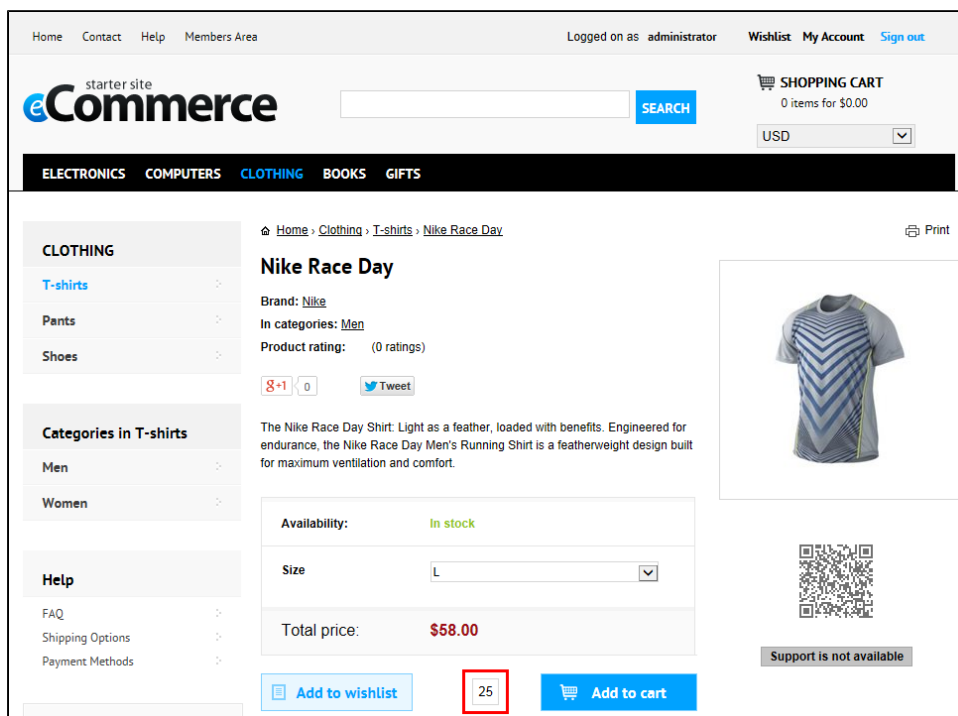 Home Contact Help Members Area
Logged on as administrator Wishlist My Account Sign out
starter site
eCommerce
SEARCH
SHOPPING CART
0 items for $0.00
USD
ELECTRONICS COMPUTERS CLOTHING BOOKS GIFTS
CLOTHING
T-shirts
Pants
Shoes
Categories in T-shirts
Men
Women
Help
FAQ
Shipping Options
Payment Methods
Home › Clothing › T-shirts › Nike Race Day
Print
Nike Race Day
Brand: Nike
In categories: Men
Product rating: (0 ratings)
g+1 0 Tweet
The Nike Race Day Shirt: Light as a feather, loaded with benefits. Engineered for
endurance, the Nike Race Day Men's Running Shirt is a featherweight design built
for maximum ventilation and comfort.
Availability: In stock
Size L
Total price: $58.00
Add to wishlist 25 Add to cart
Support is not available